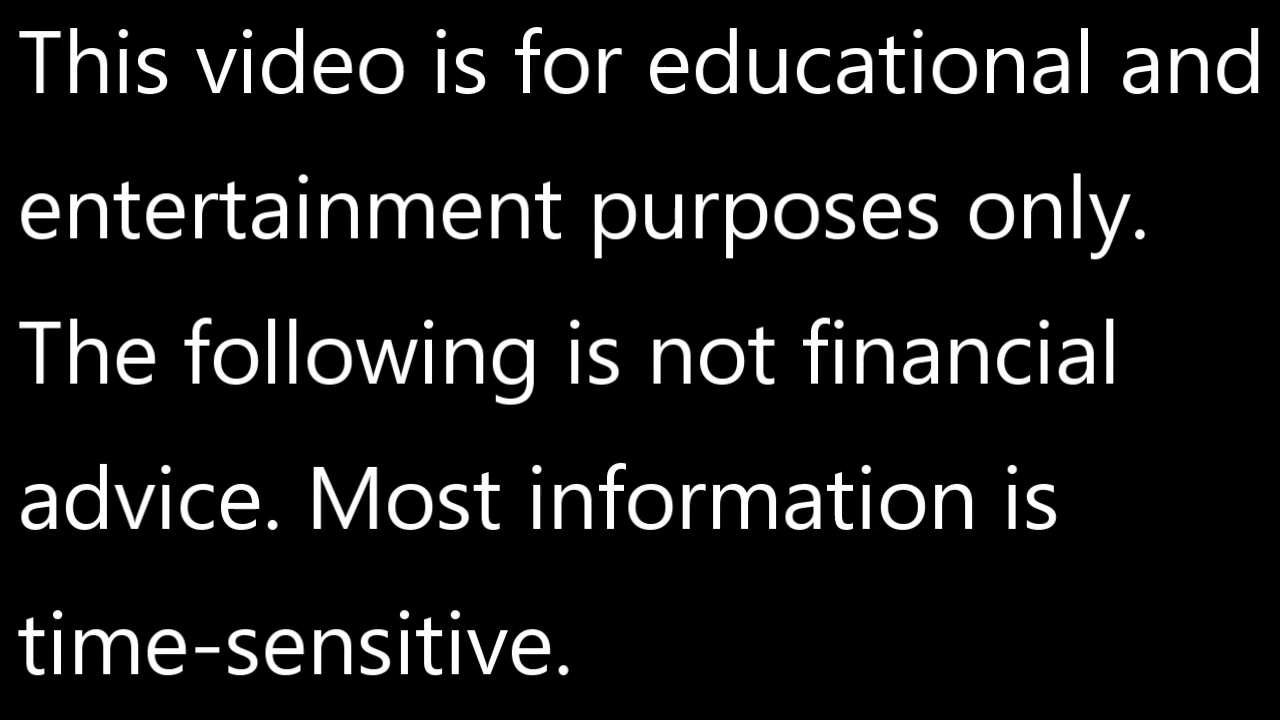 This video is for educational and
entertainment purposes only.
The following is not financial
advice. Most information is
time-sensitive.